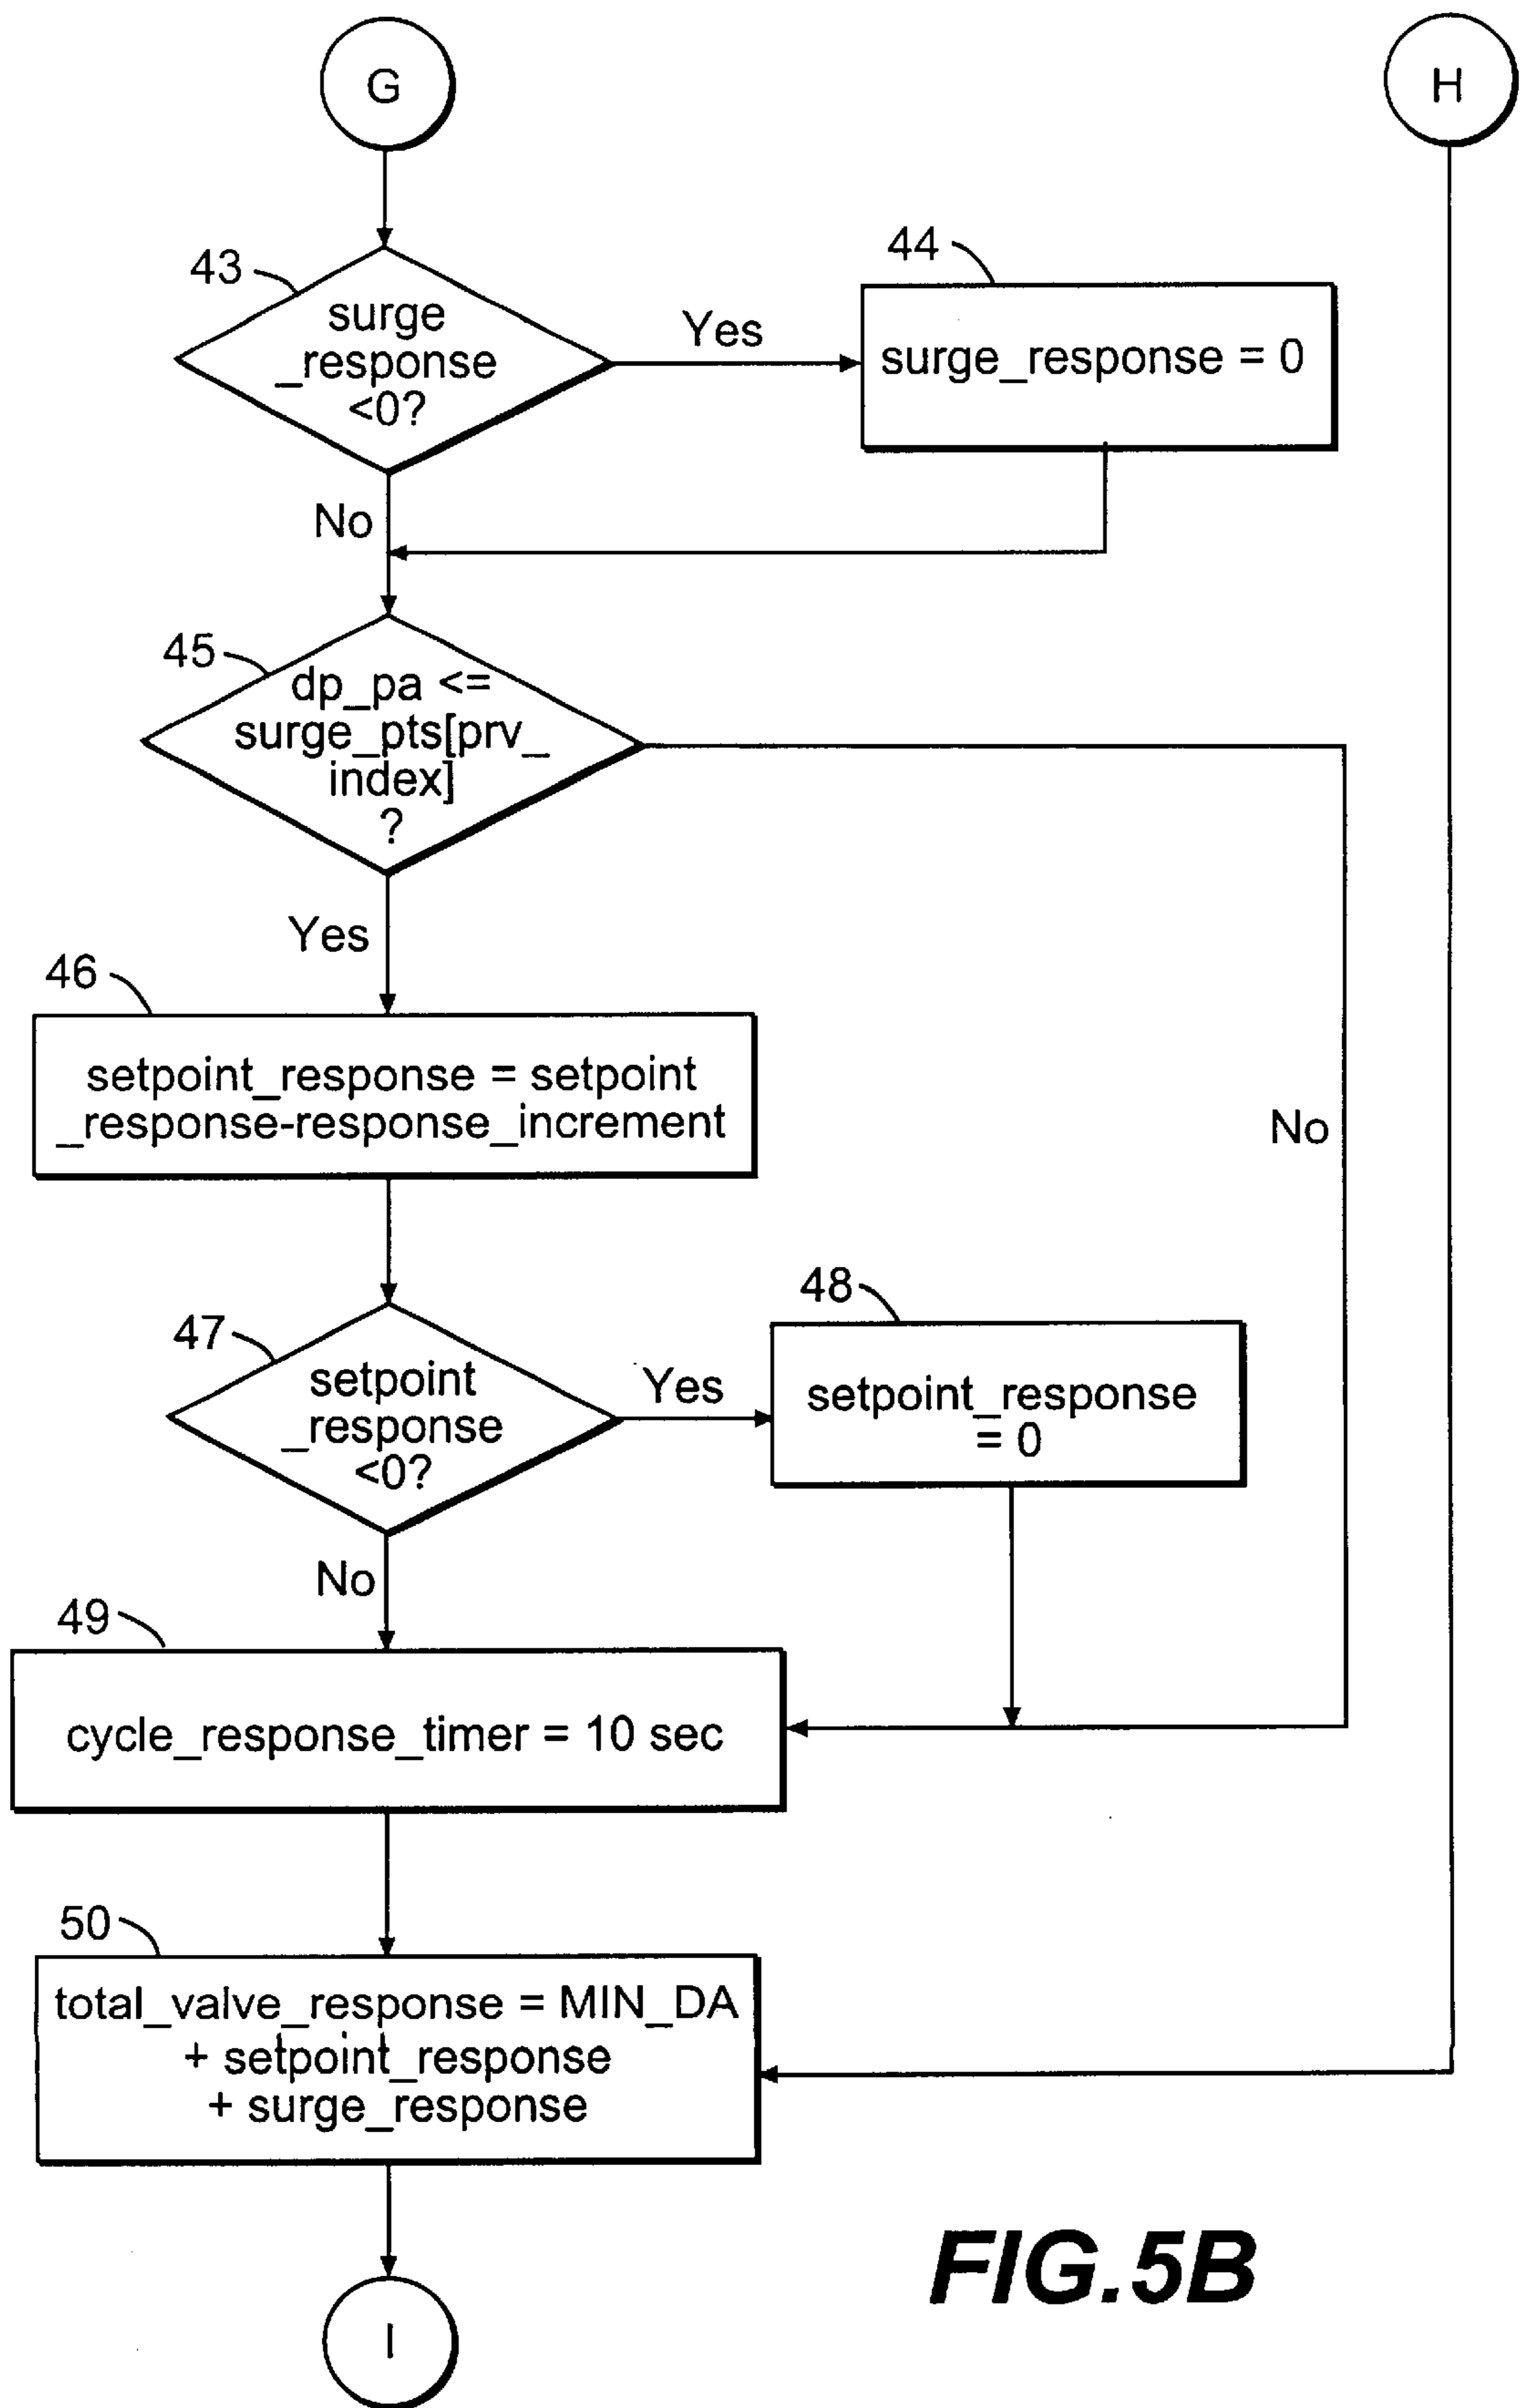 G
H
43
surge
_response
<0?
Yes
44
surge_response = 0
No
45
dp_pa <=
surge_pts[prv_
index]
?
Yes
No
46
setpoint_response = setpoint
_response-response_increment
47
setpoint
_response
<0?
Yes
48
setpoint_response
= 0
No
49
cycle_response_timer = 10 sec
50
total_valve_response = MIN_DA
+ setpoint_response
+ surge_response
I
FIG.5B